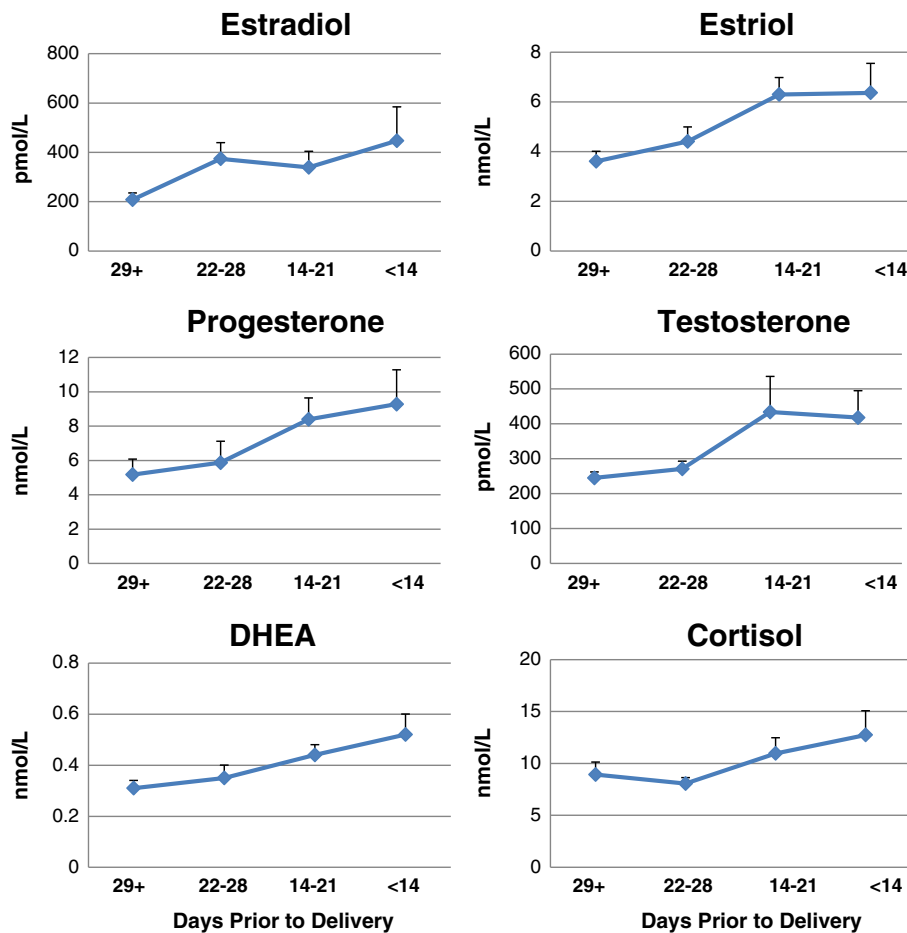 Estradiol
800
600
400
200
0
pmol/L
29+ 22-28 14-21 <14
Estriol
8
6
4
2
0
nmol/L
29+ 22-28 14-21 <14
Progesterone
12
10
8
6
4
2
0
nmol/L
29+ 22-28 14-21 <14
Testosterone
600
500
400
300
200
100
0
pmol/L
29+ 22-28 14-21 <14
DHEA
0.8
0.6
0.4
0.2
0
nmol/L
29+ 22-28 14-21 <14
Days Prior to Delivery
Cortisol
20
15
10
5
0
nmol/L
29+ 22-28 14-21 <14
Days Prior to Delivery